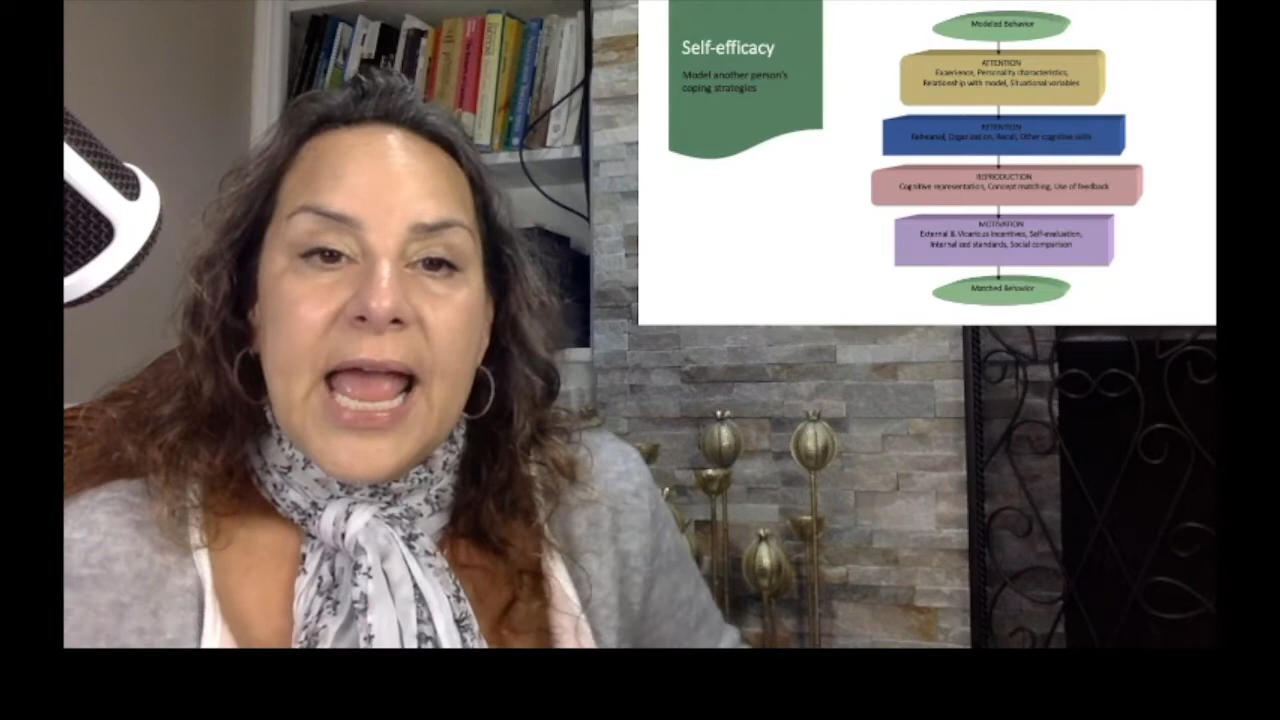 Self-efficacy
Model another person's
coping strategies
Modeled Behavior
ATTENTION
Experience, Personality characteristics,
Relationship with model, Situational variables
RETENTION
Rehearsal, Organization, Recall, Other cognitive skills
REPRODUCTION
Cognitive representation, Concept matching, Use of feedback
MOTIVATION
External & Vicarious Incentives, Self-evaluation,
Internalized standards, Social comparison
Matched Behavior